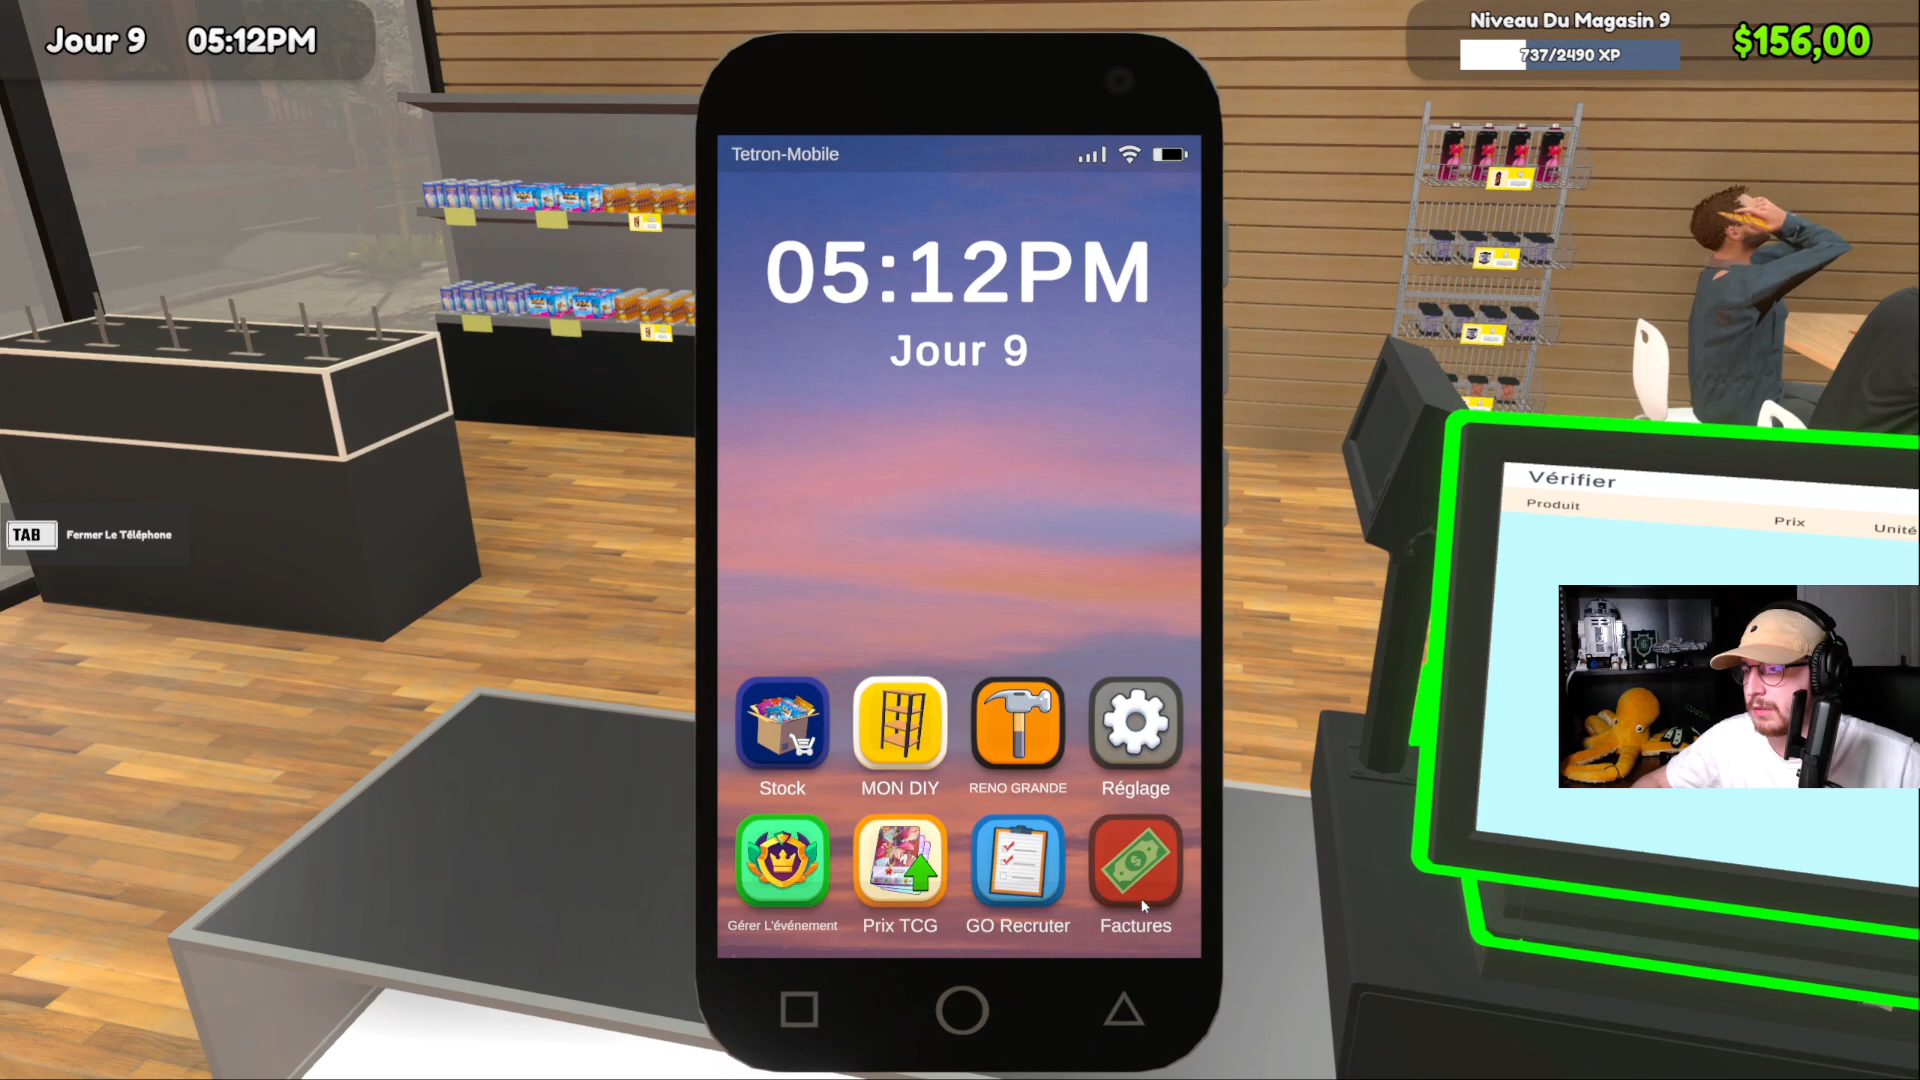 Jour 9 05:12PM
Niveau Du Magasin 9
737/2490 XP
$156,00
Tetron-Mobile
05:12PM
Jour 9
TAB Fermer Le Téléphone
Vérifier
Produit Prix Unité
Stock MON DIY RENO GRANDE Réglage
Gérer L'événement Prix TCG GO Recruter Factures